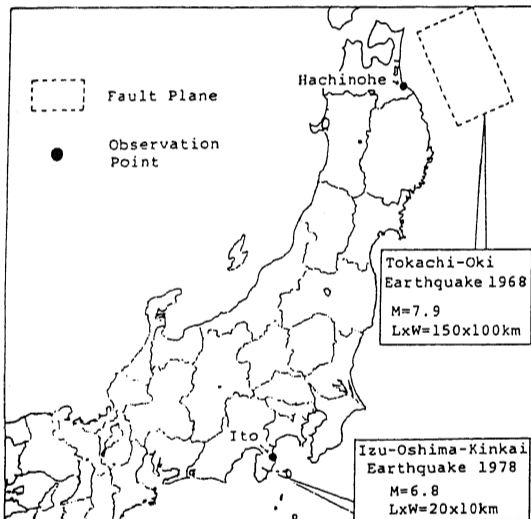 Hachinohe
Fault Plane
Observation
Point
Tokachi-Oki
Earthquake 1968
M=7.9
LxW=150x100km
Ito
Izu-Oshima-Kinkai
Earthquake 1978
M=6.8
LxW=20x10km